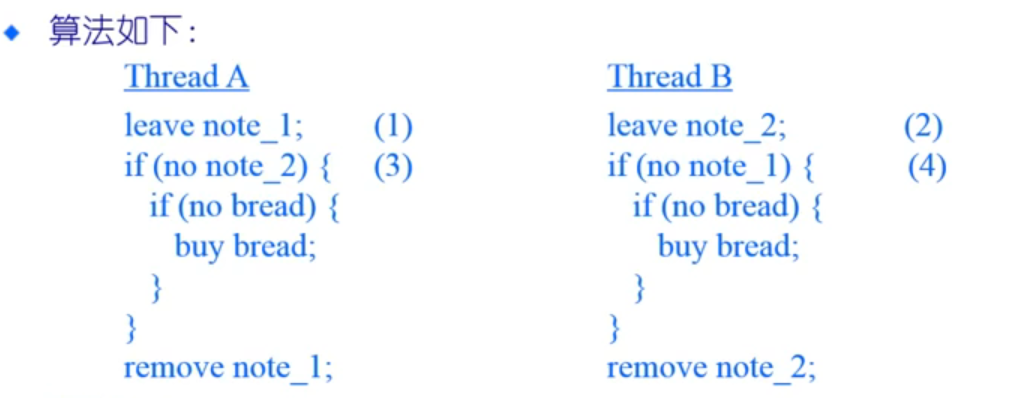 算法如下：
Thread A Thread B
leave note_1; (1) leave note_2; (2)
if (no note_2) { (3) if (no note_1) { (4)
if (no bread) { if (no bread) {
buy bread; buy bread;
} }
} }
remove note_1; remove note_2;